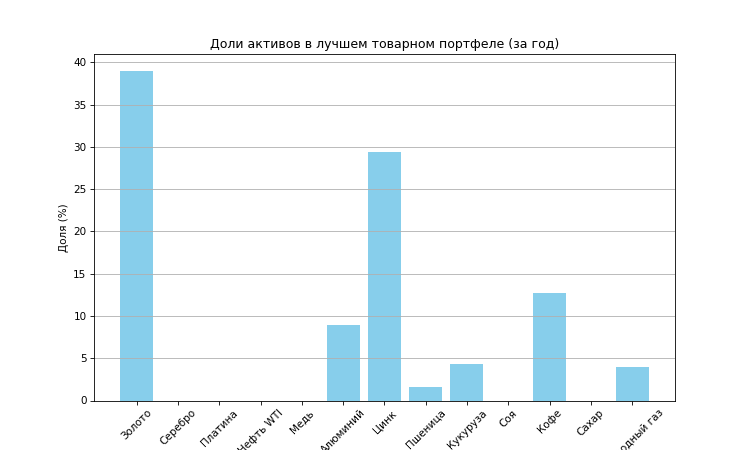 Доли активов в лучшем товарном портфеле (за год)
Доля (%)
40
35
30
25
20
15
10
5
0
Золото
Серебро
Платина
Нефть WTI
Медь
Алюминий
Цинк
Пшеница
Кукуруза
Соя
Кофе
Сахар
одный газ